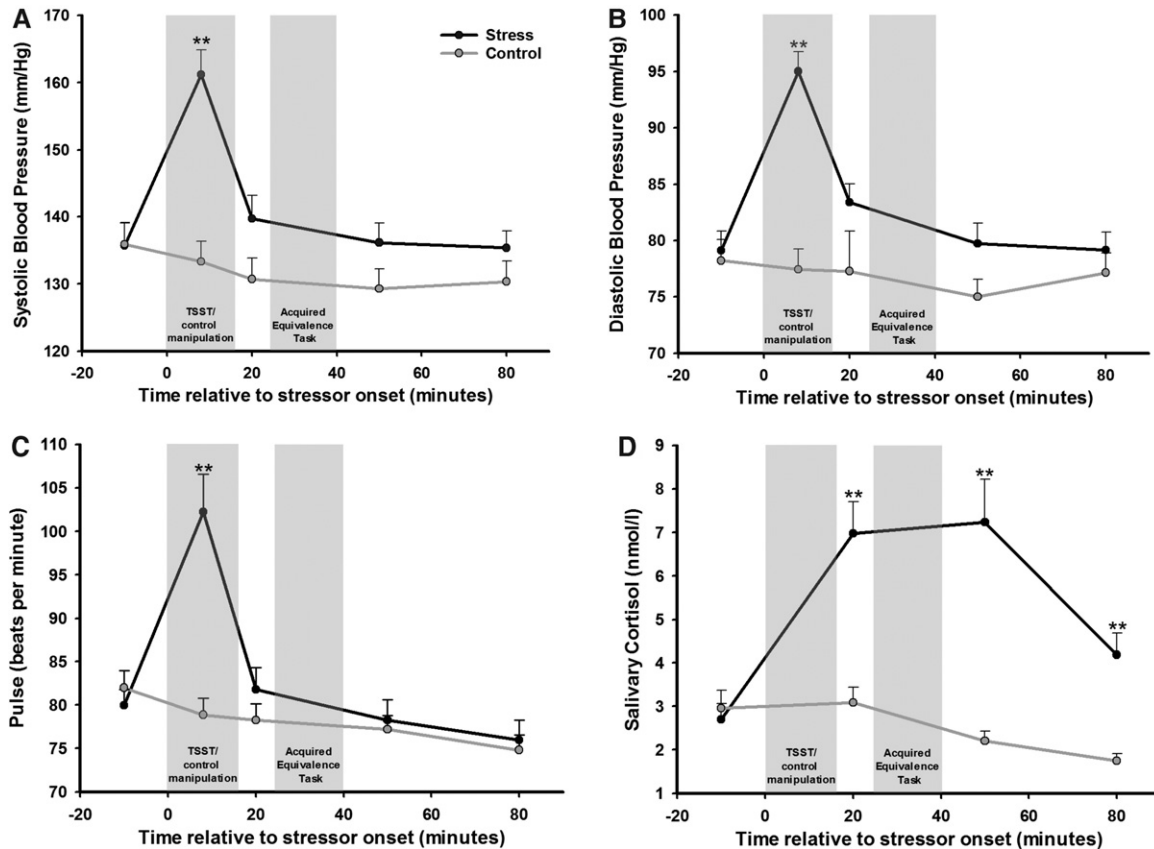 A
170
160
150
140
130
120
Systolic Blood Pressure (mm/Hg)
**
Stress
Control
TSST/
control
manipulation
Acquired
Equivalence
Task
-20 0 20 40 60 80
Time relative to stressor onset (minutes)
B
100
95
90
85
80
75
70
Diastolic Blood Pressure (mm/Hg)
**
TSST/
control
manipulation
Acquired
Equivalence
Task
-20 0 20 40 60 80
Time relative to stressor onset (minutes)
C
110
105
100
95
90
85
80
75
70
Pulse (beats per minute)
**
TSST/
control
manipulation
Acquired
Equivalence
Task
-20 0 20 40 60 80
Time relative to stressor onset (minutes)
D
9
8
7
6
5
4
3
2
1
Salivary Cortisol (nmol/l)
**
**
**
TSST/
control
manipulation
Acquired
Equivalence
Task
-20 0 20 40 60 80
Time relative to stressor onset (minutes)